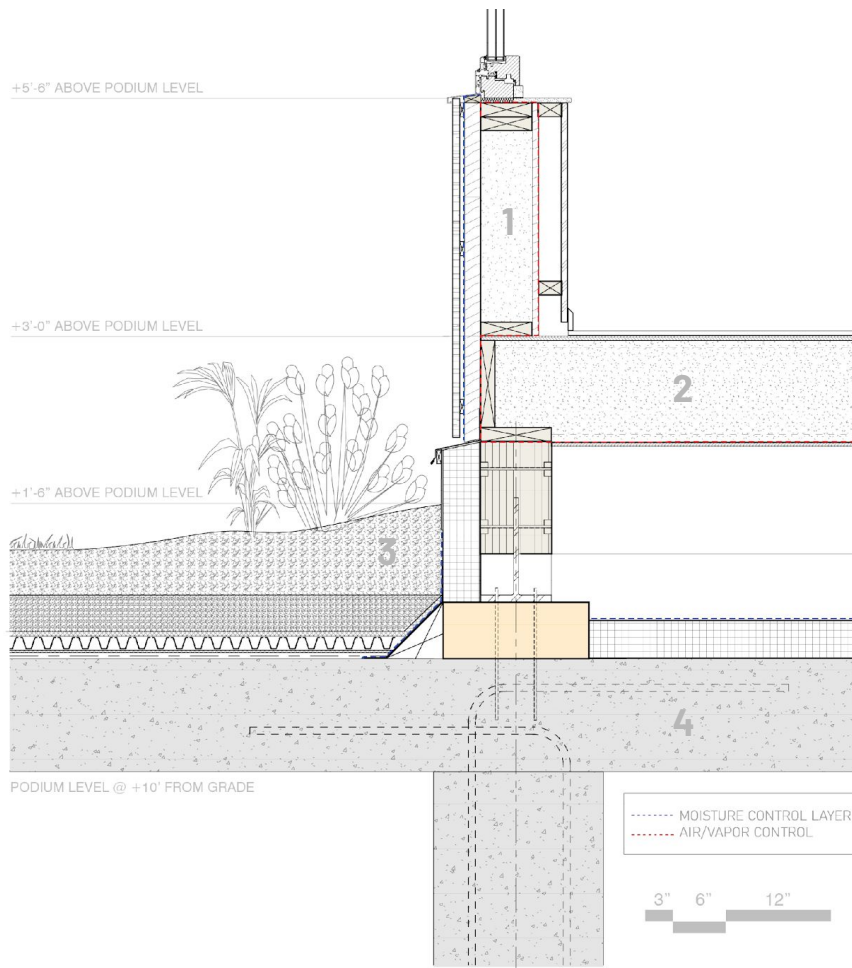 +5'-6" ABOVE PODIUM LEVEL
1
+3'-0" ABOVE PODIUM LEVEL
2
+1'-6" ABOVE PODIUM LEVEL
3
4
PODIUM LEVEL @ +10' FROM GRADE
MOISTURE CONTROL LAYER
AIR/VAPOR CONTROL
3" 6" 12"